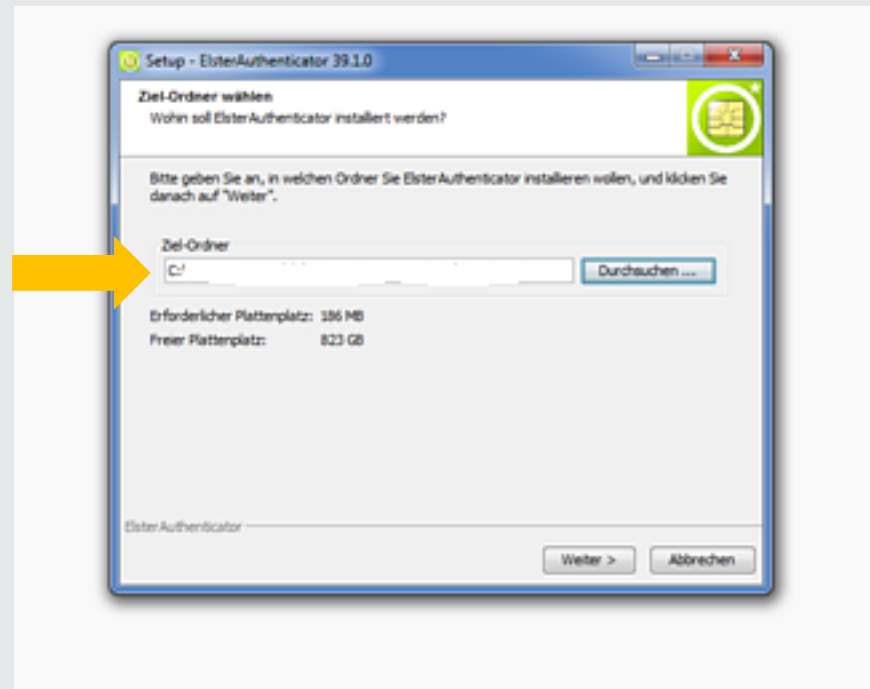 Setup - ElsterAuthenticator 39.1.0
Ziel-Ordner wählen
Wohin soll ElsterAuthenticator installiert werden?
Bitte geben Sie an, in welchen Ordner Sie ElsterAuthenticator installieren wollen, und klicken Sie
danach auf "Weiter".
Ziel-Ordner
C:
Durchsuchen ...
Erforderlicher Plattenplatz: 186 MB
Freier Plattenplatz: 823 GB
ElsterAuthenticator
Weiter >
Abbrechen